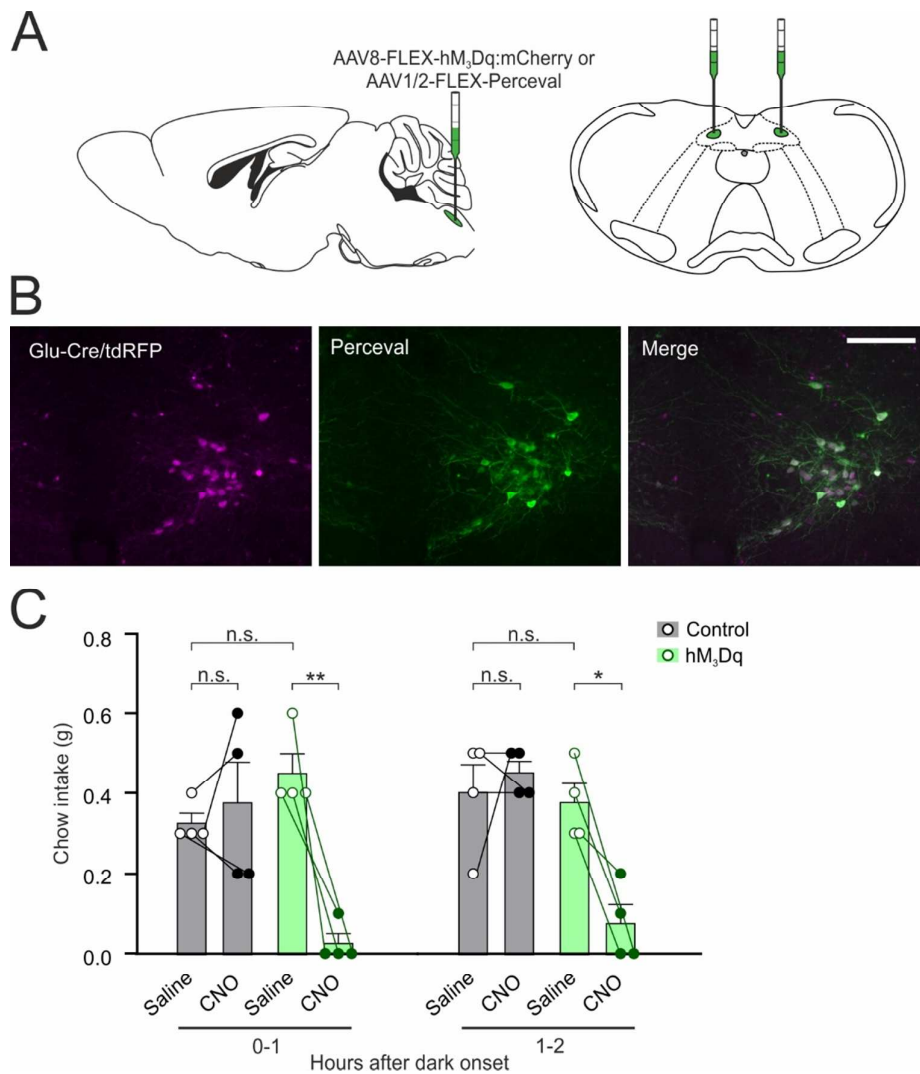 A
AAV8-FLEX-hM₃Dq:mCherry or
AAV1/2-FLEX-Perceval
B
Glu-Cre/tdRFP
Perceval
Merge
C
Chow intake (g)
0.8
0.6
0.4
0.2
0.0
n.s.
n.s.
**
n.s.
n.s.
*
Control
hM₃Dq
Saline CNO Saline CNO Saline CNO Saline CNO
0-1 1-2
Hours after dark onset